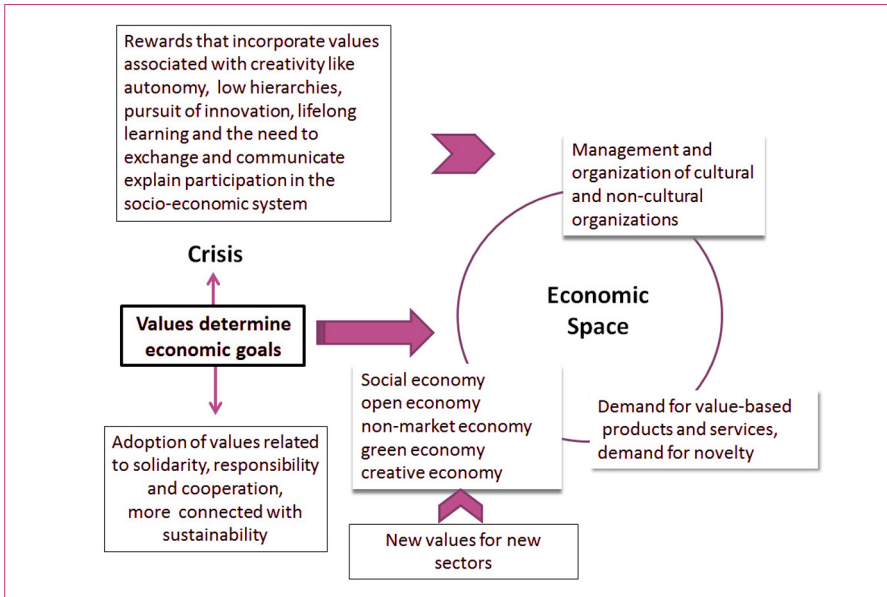 Rewards that incorporate values
associated with creativity like
autonomy, low hierarchies,
pursuit of innovation, lifelong
learning and the need to
exchange and communicate
explain participation in the
socio-economic system
Management and
organization of cultural
and non-cultural
organizations
Crisis
Values determine
economic goals
Economic
Space
Social economy
open economy
non-market economy
green economy
creative economy
Demand for value-based
products and services,
demand for novelty
Adoption of values related
to solidarity, responsibility
and cooperation,
more connected with
sustainability
New values for new
sectors